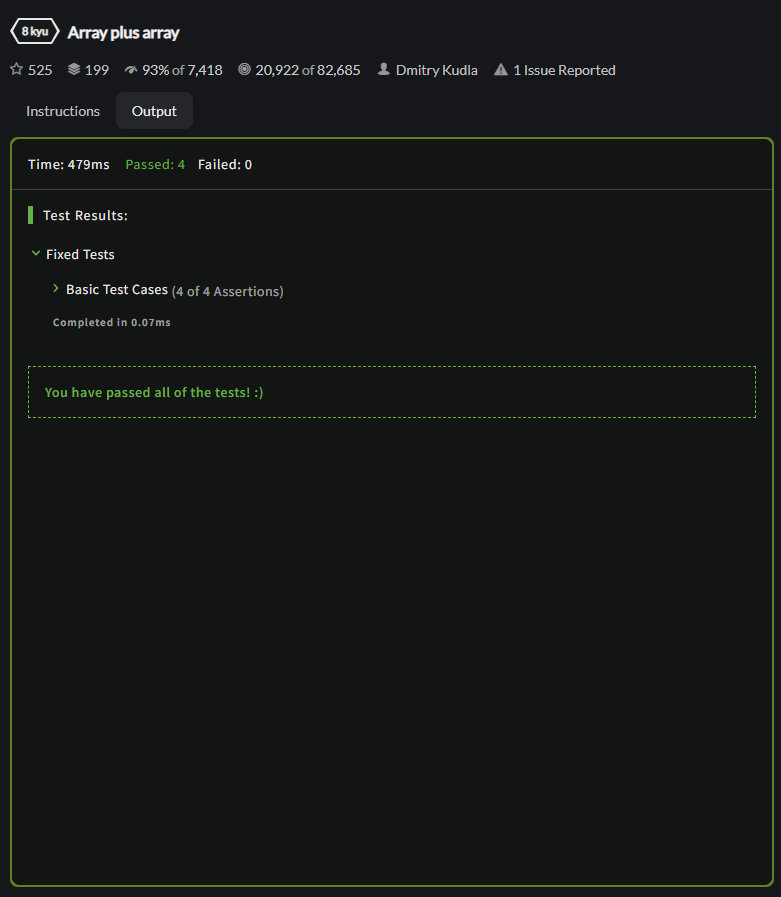 8 kyu Array plus array
525 199 93% of 7,418 20,922 of 82,685 Dmitry Kudla 1 Issue Reported
Instructions Output
Time: 479ms Passed: 4 Failed: 0
Test Results:
Fixed Tests
Basic Test Cases (4 of 4 Assertions)
Completed in 0.07ms
You have passed all of the tests! :)